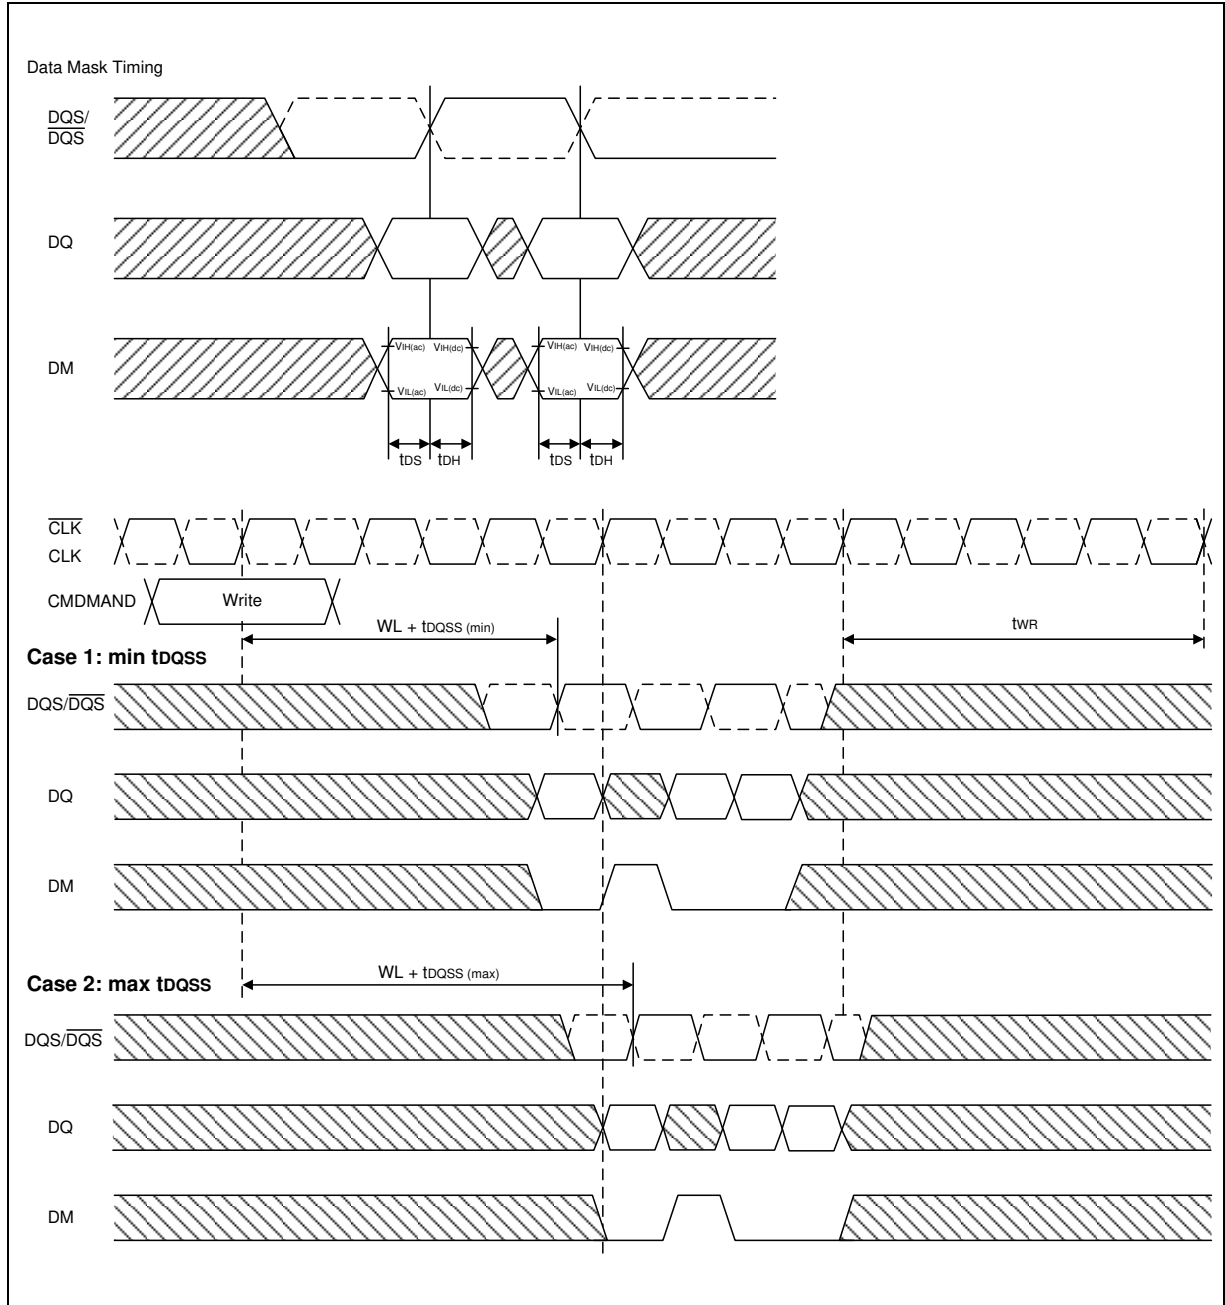 Data Mask Timing
DQS/
DQS
DQ
DM
VIH(ac) VIH(dc) VIH(ac) VIH(dc)
VIL(ac) VIL(dc) VIL(ac) VIL(dc)
tDS tDH tDS tDH
CLK
CLK
CMDMAND Write
WL + tDQSS (min) tWR
Case 1: min tDQSS
DQS/DQS
DQ
DM
WL + tDQSS (max)
Case 2: max tDQSS
DQS/DQS
DQ
DM